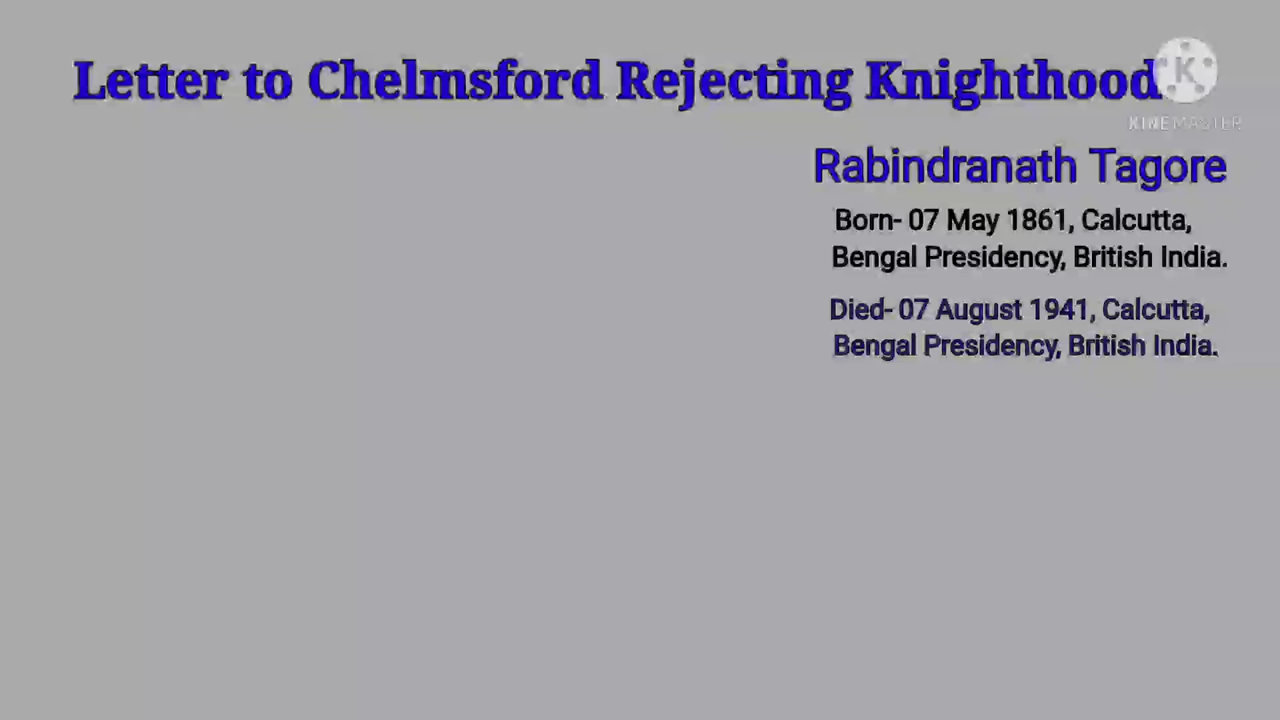 Letter to Chelmsford Rejecting Knighthood
KINEMASTER
Rabindranath Tagore
Born- 07 May 1861, Calcutta,
Bengal Presidency, British India.
Died- 07 August 1941, Calcutta,
Bengal Presidency, British India.